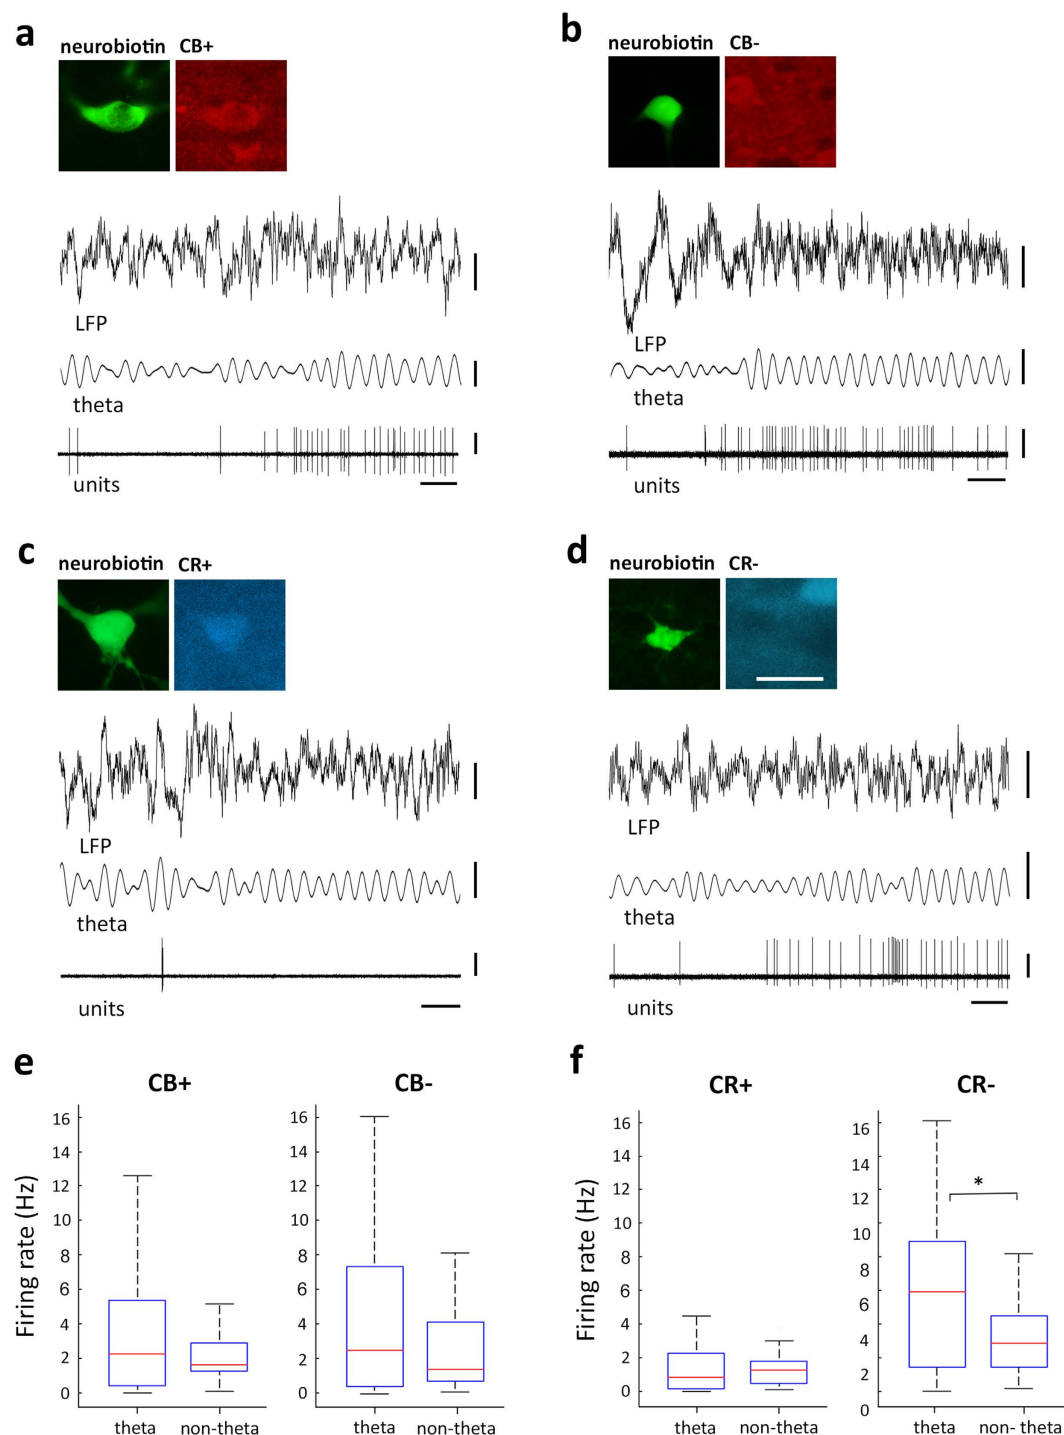 a
neurobiotin CB+
LFP
theta
units
b
neurobiotin CB-
LFP
theta
units
c
neurobiotin CR+
LFP
theta
units
d
neurobiotin CR-
LFP
theta
units
e
CB+
CB-
Firing rate (Hz)
16
14
12
10
8
6
4
2
0
theta non-theta
16
14
12
10
8
6
4
2
0
theta non-theta
f
CR+
CR-
Firing rate (Hz)
16
14
12
10
8
6
4
2
0
theta non-theta
16
14
12
10
8
6
4
2
0
*
theta non- theta